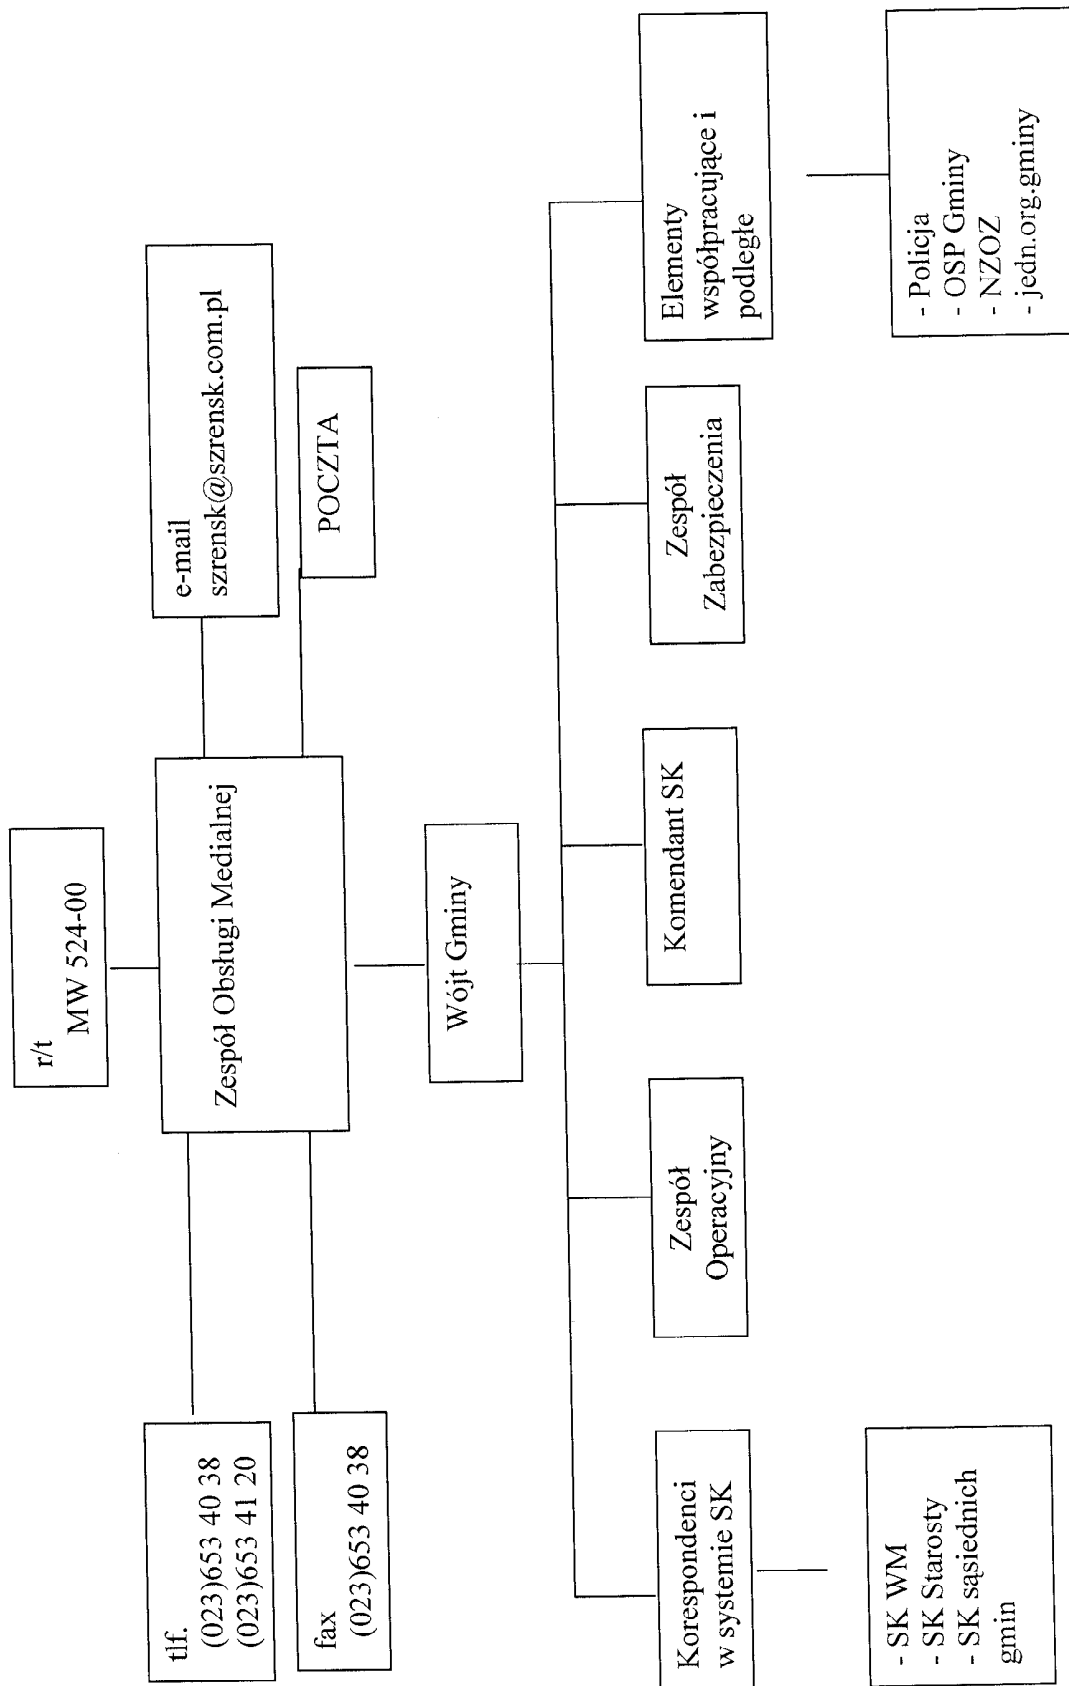 r/t
MW 524-00
tlf.
(023)653 40 38
(023)653 41 20
fax
(023)653 40 38
Zespół Obsługi Medialnej
e-mail
szrensk@szrensk.com.pl
POCZTA
Wójt Gminy
Korespondenci
w systemie SK
Zespół
Operacyjny
Komendant SK
Zespół
Zabezpieczenia
Elementy
współpracujące i
podległe
- SK WM
- SK Starosty
- SK sąsiednich
gmin
- Policja
- OSP Gminy
- NZOZ
- jedn.org.gminy